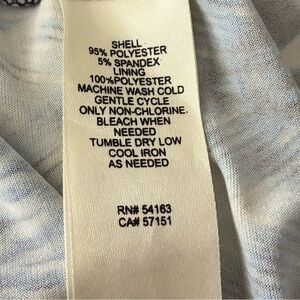 SHELL
95% POLYESTER
5% SPANDEX
LINING
100%POLYESTER
MACHINE WASH COLD
GENTLE CYCLE
ONLY NON-CHLORINE.
BLEACH WHEN
NEEDED
TUMBLE DRY LOW
COOL IRON
AS NEEDED
RN# 54163
CA# 57151